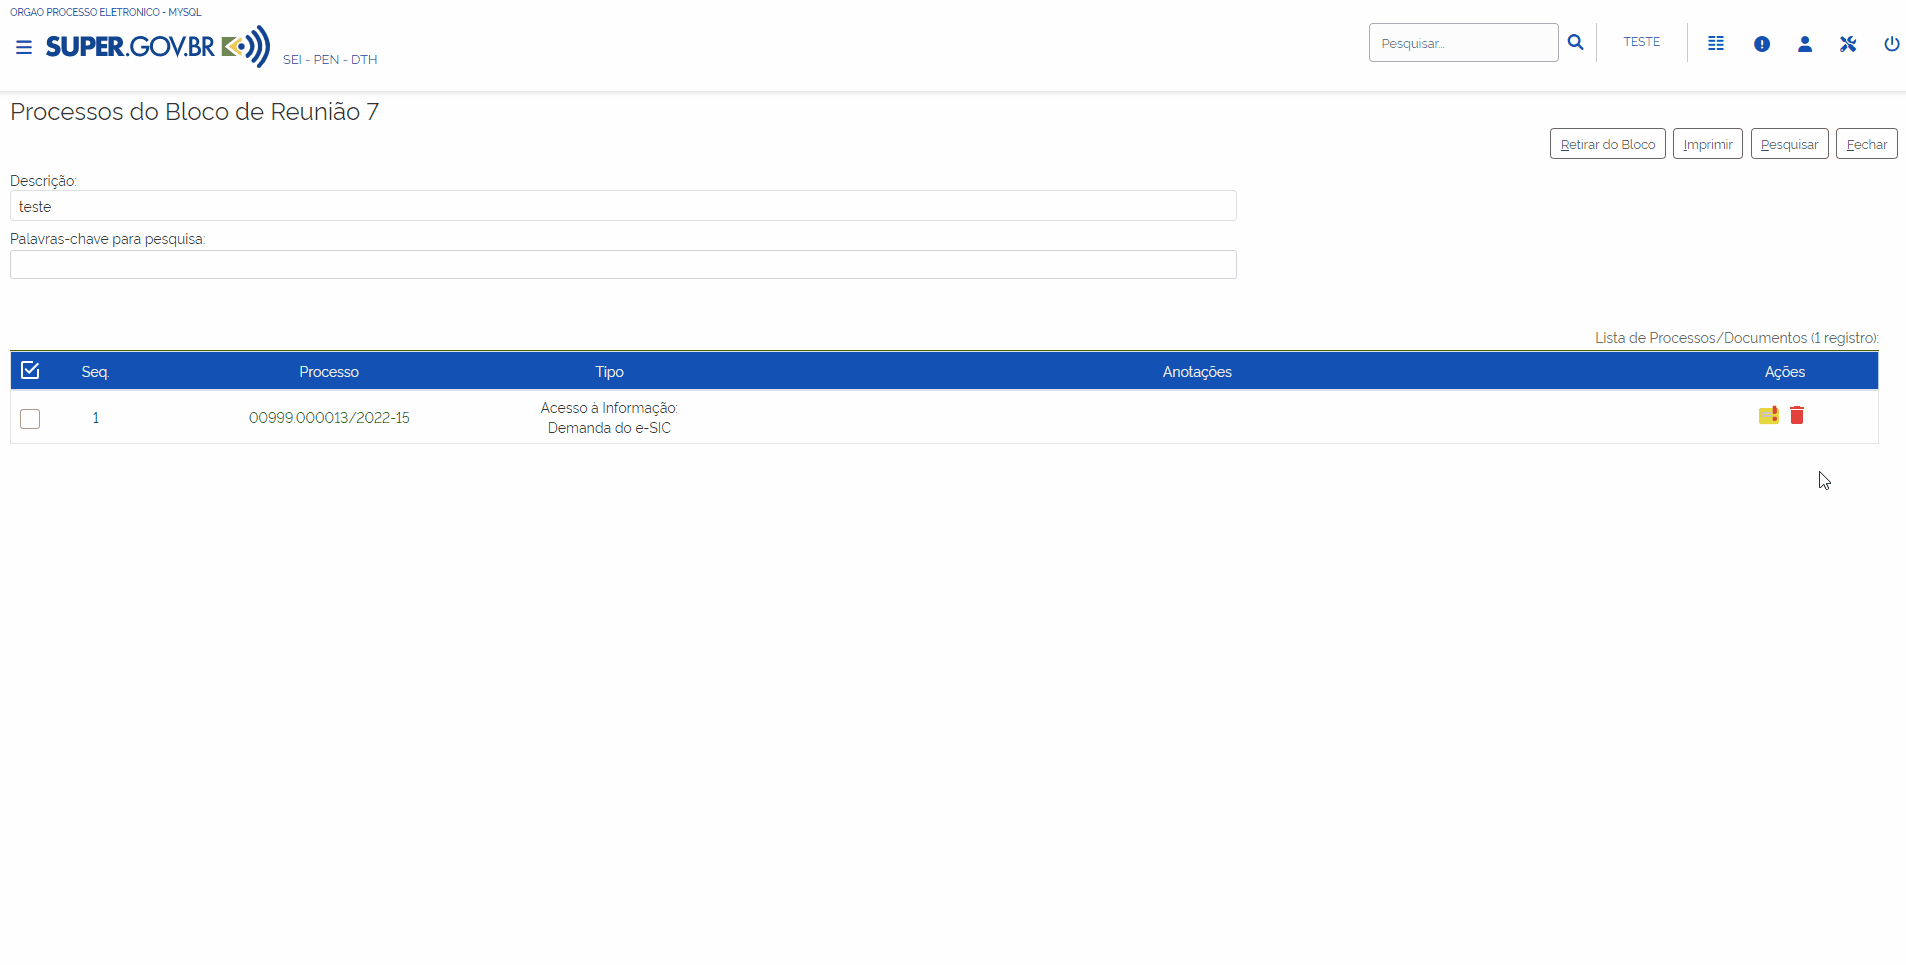 ORGAO PROCESSO ELETRONICO - MYSQL
SUPER.GOV.BR
SEI - PEN - DTH
Pesquisar...
TESTE
Processos do Bloco de Reunião 7
Retirar do Bloco
Imprimir
Pesquisar
Fechar
Descrição:
teste
Palavras-chave para pesquisa:
Lista de Processos/Documentos (1 registro):
Seq.
Processo
Tipo
Anotações
Ações
1
00999.000013/2022-15
Acesso à Informação:
Demanda do e-SIC